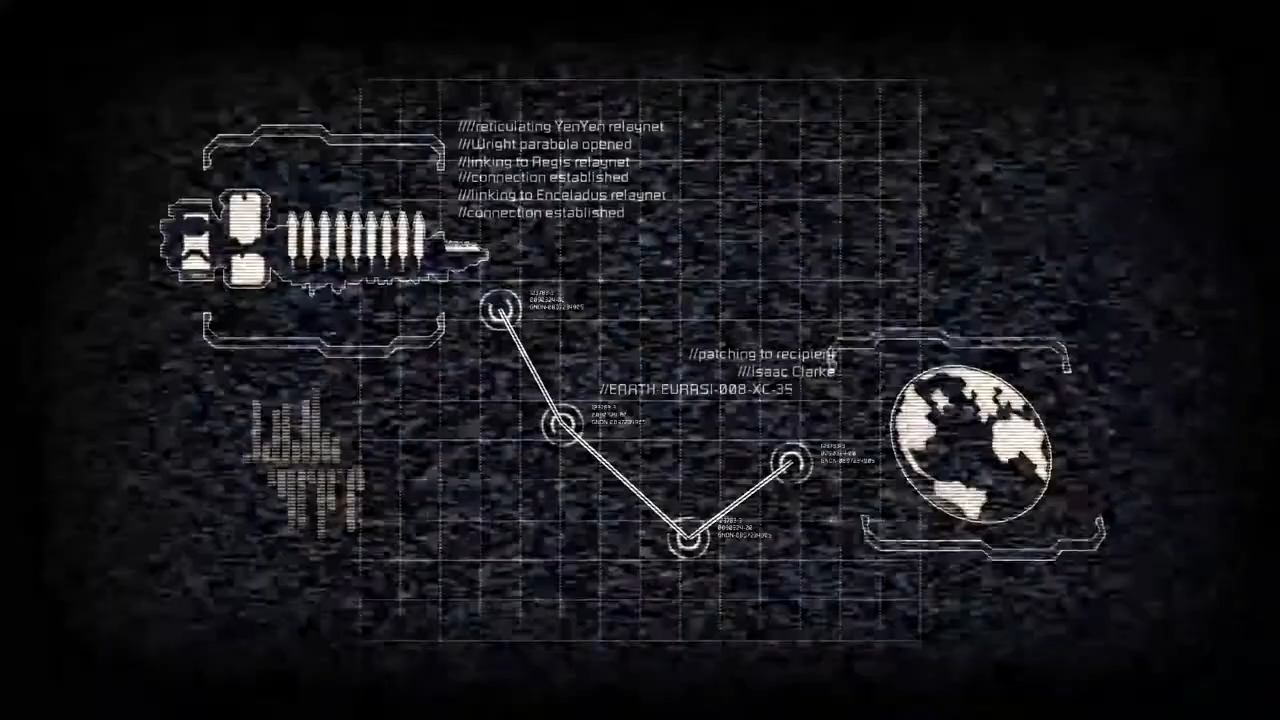 ////reticulating YenYen relaynet
///Wright parabola opened
///linking to Aegis relaynet
///connection established
///linking to Enceladus relaynet
//connection established
//patching to recipient
///Isaac Clarke
//EARTH EURASI-008-XC-35